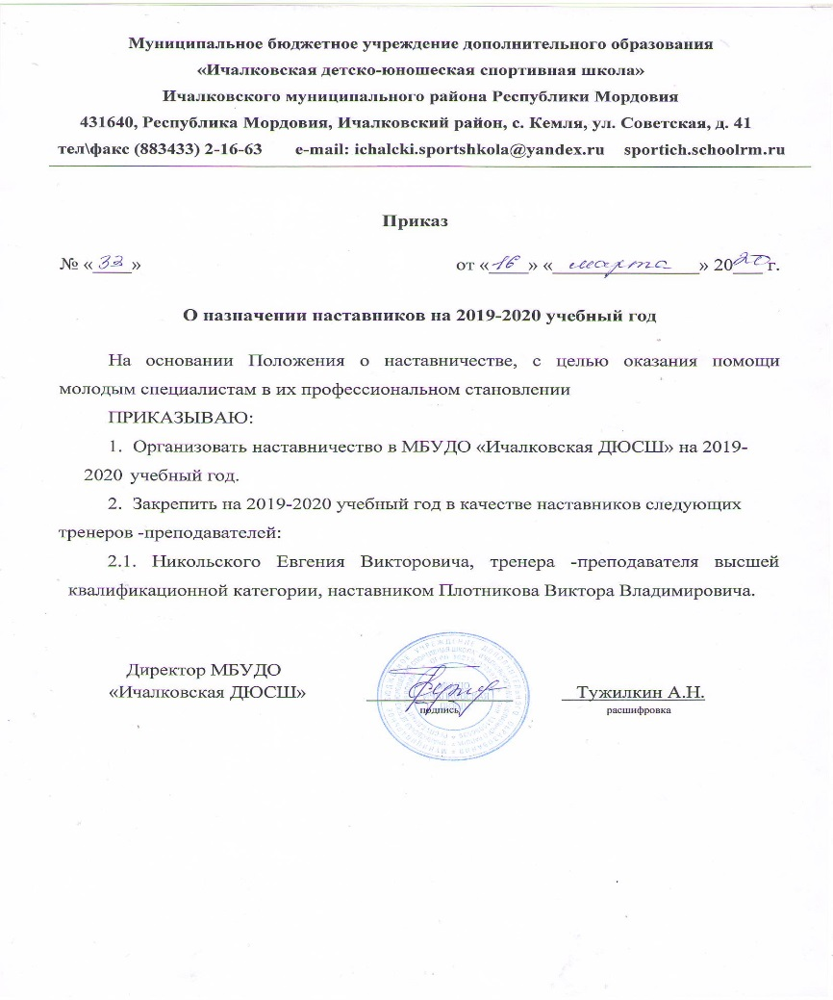 Муниципальное бюджетное учреждение дополнительного образования
«Ичалковская детско-юношеская спортивная школа»
Ичалковского муниципального района Республики Мордовия
431640, Республика Мордовия, Ичалковский район, с. Кемля, ул. Советская, д. 41
тел\факс (883433) 2-16-63 e-mail: ichalcki.sportshkola@yandex.ru sportich.schoolrm.ru
Приказ
№ «33» от «16» «марта» 2020 г.
О назначении наставников на 2019-2020 учебный год
На основании Положения о наставничестве, с целью оказания помощи
молодым специалистам в их профессиональном становлении
ПРИКАЗЫВАЮ:
1. Организовать наставничество в МБУДО «Ичалковская ДЮСШ» на 2019-
2020 учебный год.
2. Закрепить на 2019-2020 учебный год в качестве наставников следующих
тренеров -преподавателей:
2.1. Никольского Евгения Викторовича, тренера -преподавателя высшей
квалификационной категории, наставником Плотникова Виктора Владимировича.
Директор МБУДО
«Ичалковская ДЮСШ» Тужилкин А.Н.
подпись расшифровка